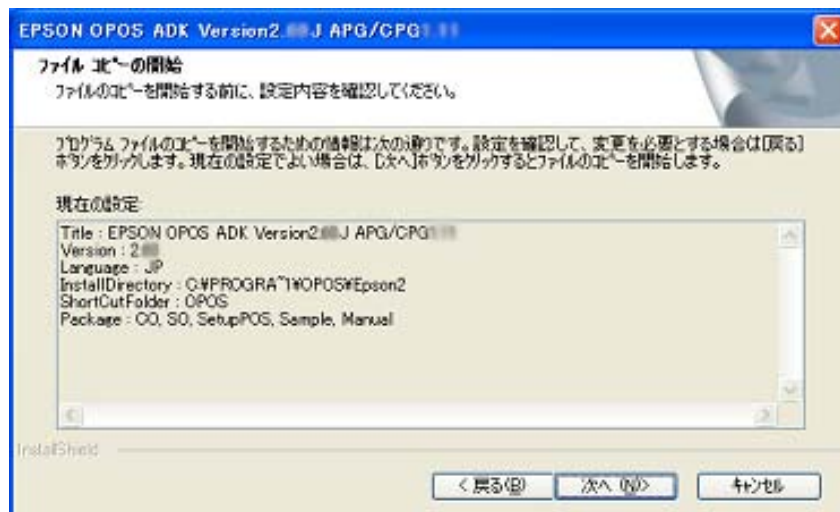 EPSON OPOS ADK Version2. J APG/CPG
ファイル コピーの開始
ファイルのコピーを開始する前に、設定内容を確認してください。
プログラム ファイルのコピーを開始するための情報は次の通りです。設定を確認して、変更を必要とする場合は[戻る]
ボタンをクリックします。現在の設定でよい場合は、[次へ]ボタンをクリックするとファイルのコピーを開始します。
現在の設定:
Title : EPSON OPOS ADK Version2. J APG/CPG
Version : 2.
Language : JP
InstallDirectory : C:¥PROGRA~1¥OPOS¥Epson2
ShortCutFolder : OPOS
Package : CO, SO, SetupPOS, Sample, Manual
InstallShield
< 戻る(B)
次へ (N)>
キャンセル